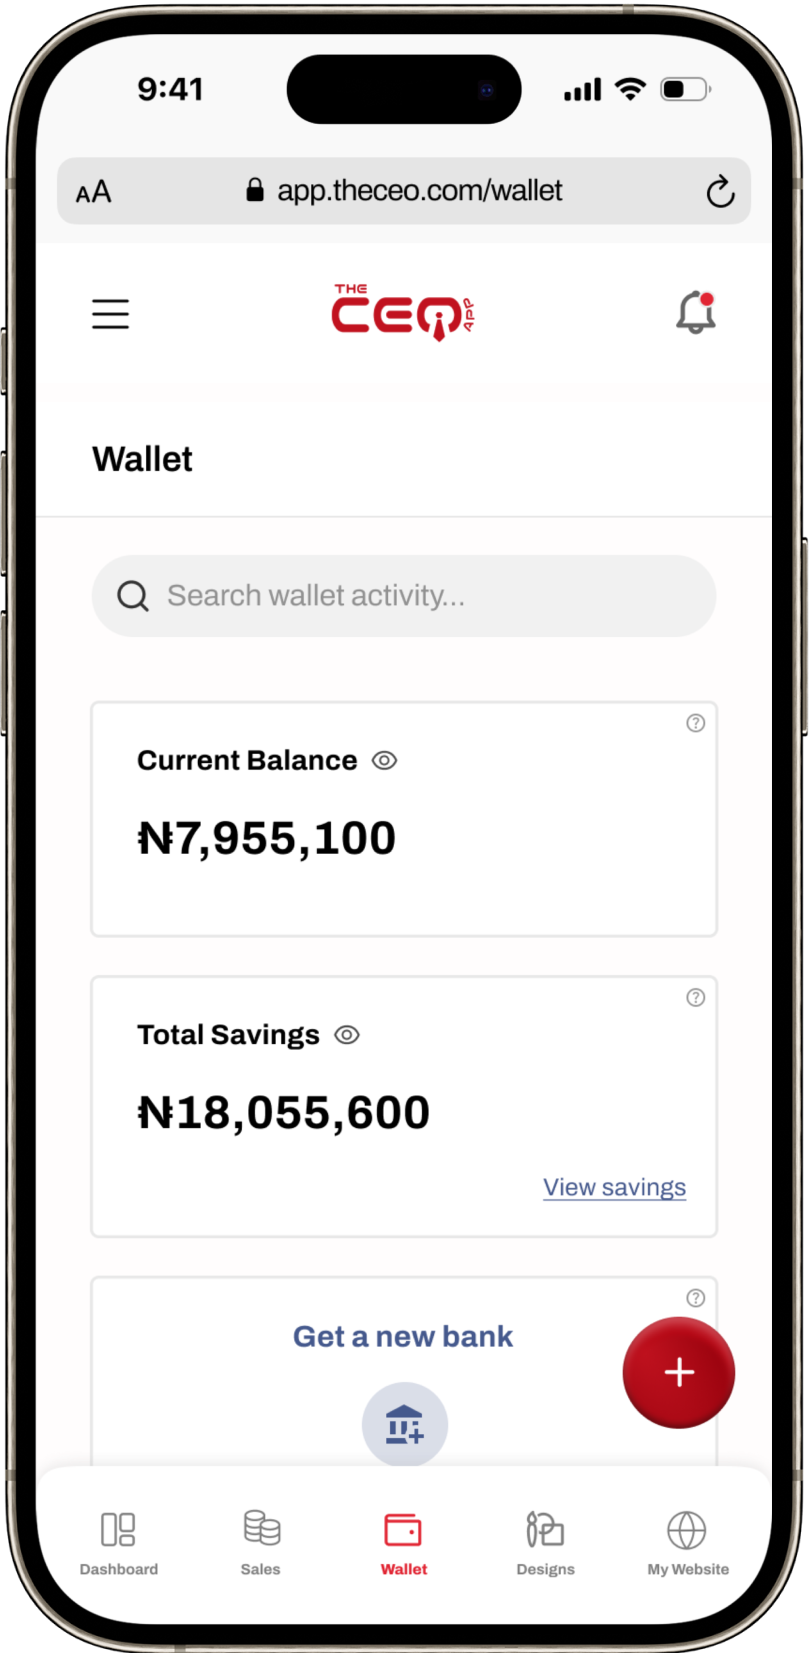 9:41
AA
app.theceo.com/wallet
THE
CEO
APP
Wallet
Search wallet activity...
?
Current Balance
₦7,955,100
?
Total Savings
₦18,055,600
View savings
?
Get a new bank
Dashboard
Sales
Wallet
Designs
My Website